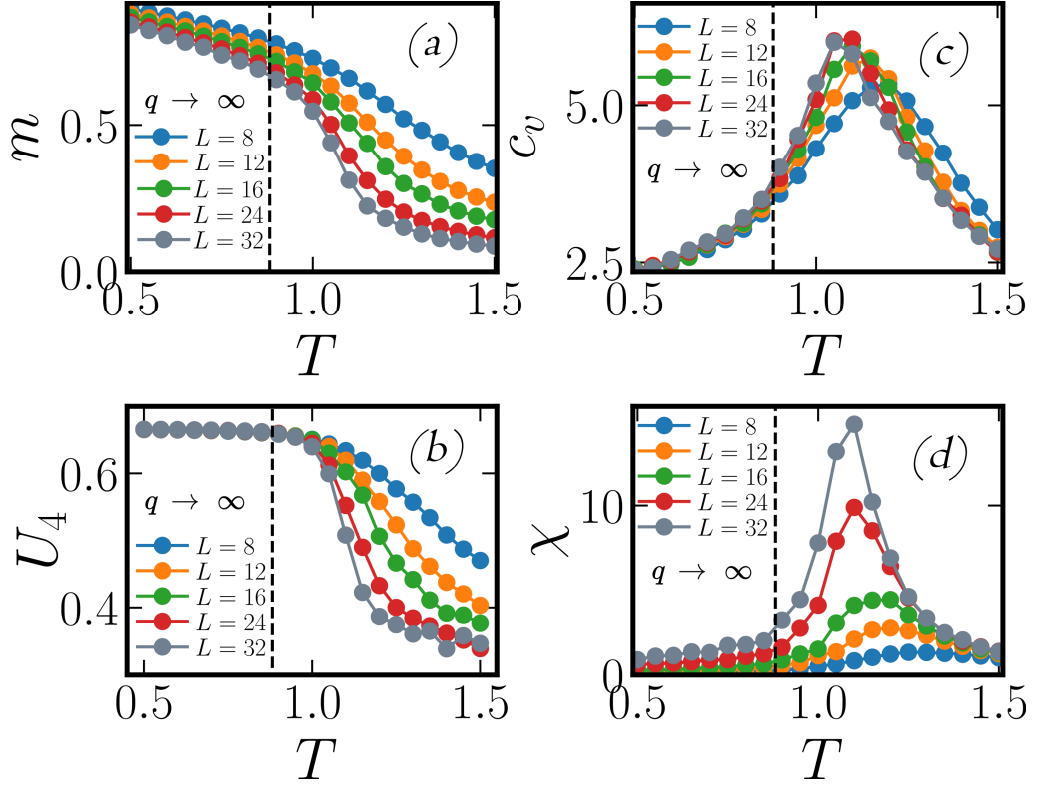 (a)
q → ∞
L = 8
L = 12
L = 16
L = 24
L = 32
m
0.5
0.0
0.5
1.0
1.5
T
(c)
L = 8
L = 12
L = 16
L = 24
L = 32
q → ∞
c_v
5.0
2.5
0.5
1.0
1.5
T
(b)
q → ∞
L = 8
L = 12
L = 16
L = 24
L = 32
U_4
0.6
0.4
0.5
1.0
1.5
T
(d)
L = 8
L = 12
L = 16
L = 24
L = 32
q → ∞
χ
10
0
0.5
1.0
1.5
T